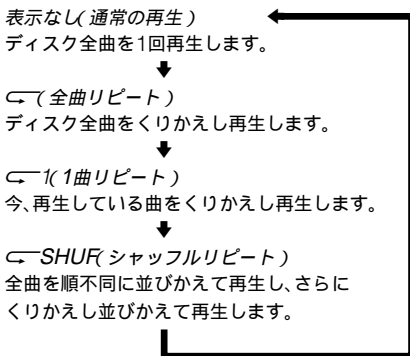 表示なし(通常の再生)
ディスク全曲を1回再生します。
(全曲リピート)
ディスク全曲をくりかえし再生します。
1(1曲リピート)
今、再生している曲をくりかえし再生します。
SHUF(シャッフルリピート)
全曲を順不同に並びかえて再生し、さらに
くりかえし並びかえて再生します。